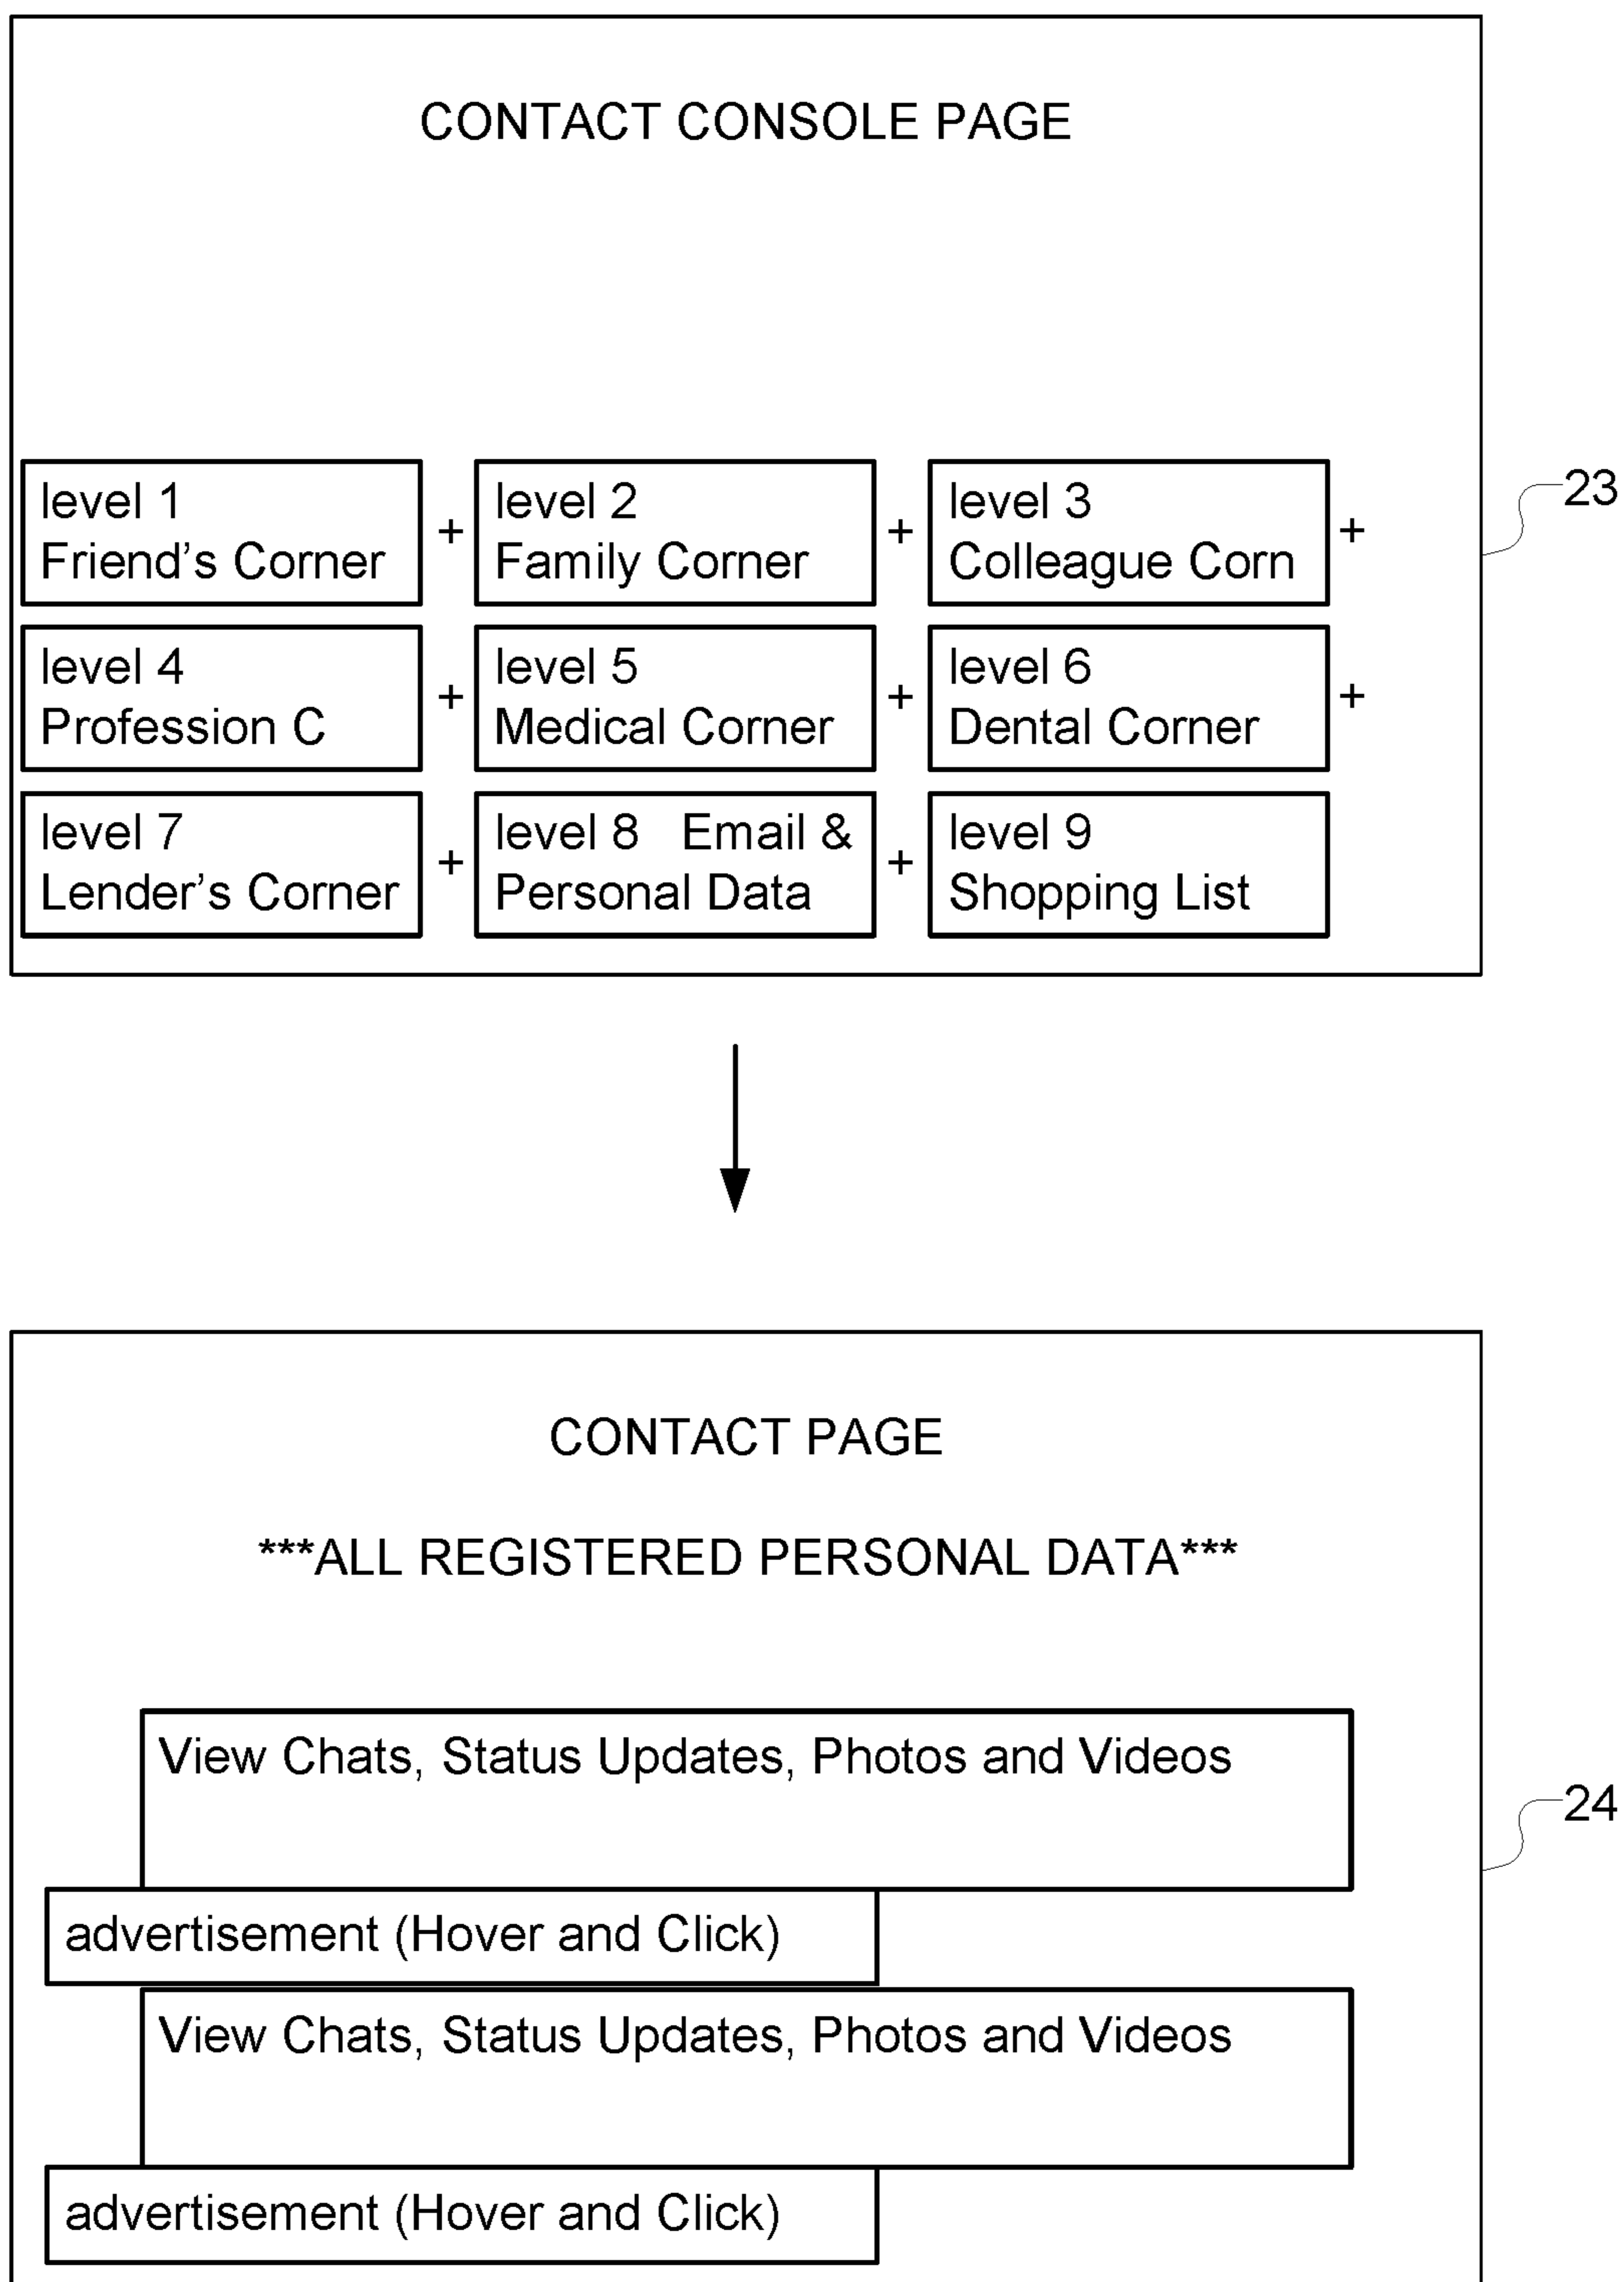 CONTACT CONSOLE PAGE
level 1
Friend's Corner
+
level 2
Family Corner
+
level 3
Colleague Corn
+
23
level 4
Profession C
+
level 5
Medical Corner
+
level 6
Dental Corner
+
level 7
Lender's Corner
+
level 8 Email &
Personal Data
+
level 9
Shopping List
CONTACT PAGE
***ALL REGISTERED PERSONAL DATA***
View Chats, Status Updates, Photos and Videos
24
advertisement (Hover and Click)
View Chats, Status Updates, Photos and Videos
advertisement (Hover and Click)